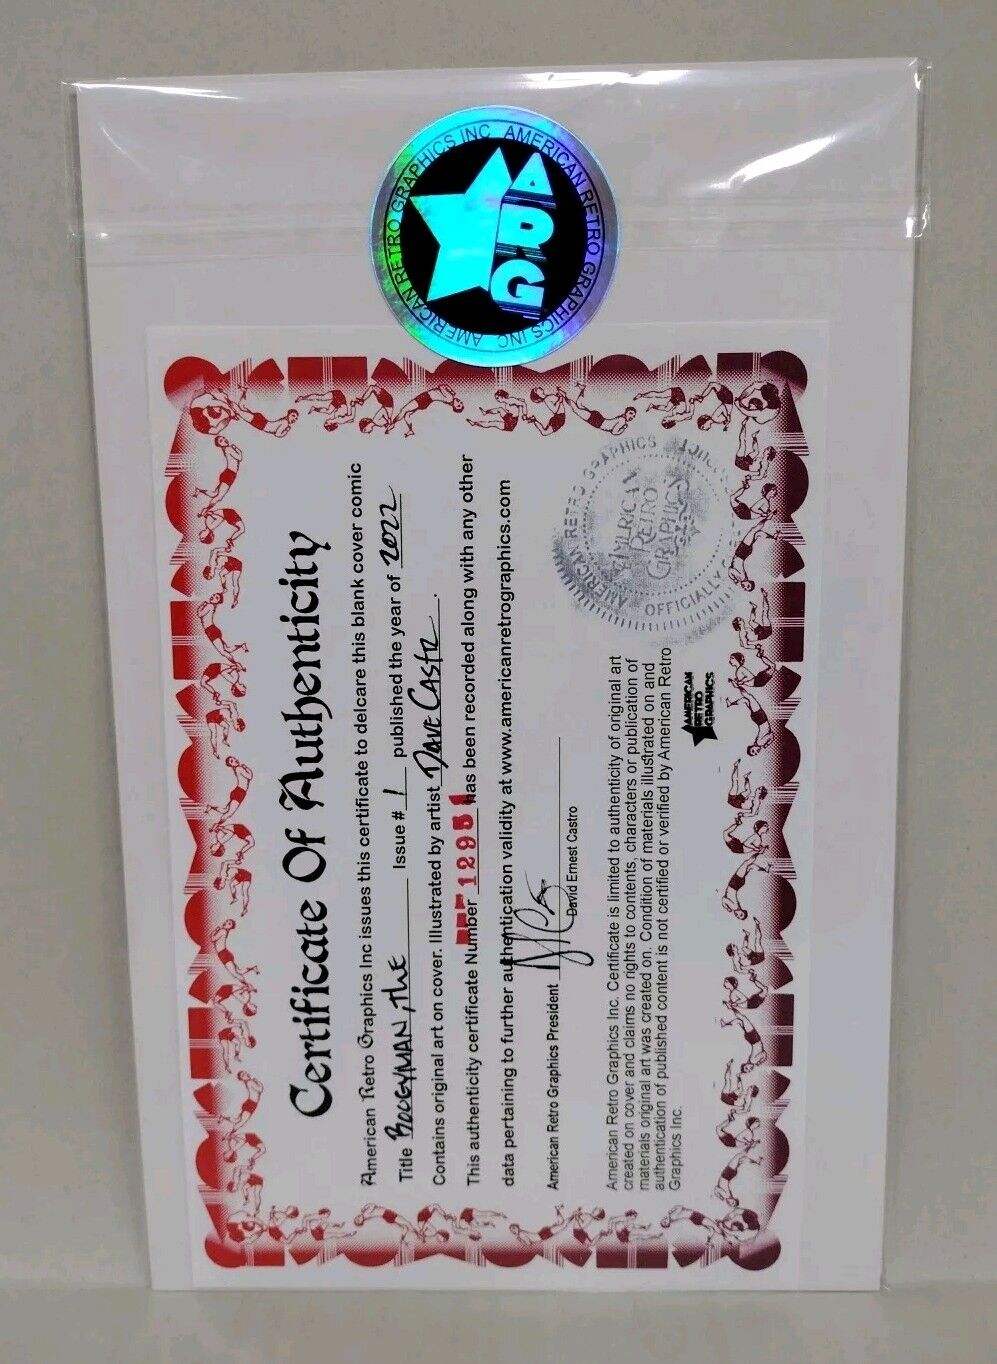 AMERICAN RETRO GRAPHICS INC AMERICAN RETRO GRAPHICS INC
ARG
Certificate Of Authenticity
American Retro Graphics Inc issues this certificate to delcare this blank cover comic
Title BOOGYMAN, THE Issue # 1 published the year of 2022
Contains original art on cover. Illustrated by artist DAVE CASTR.
This authenticity certificate Number 1295 has been recorded along with any other
data pertaining to further authentication validity at www.americanretrographics.com
American Retro Graphics President
David Ernest Castro
American Retro Graphics Inc. Certificate is limited to authenticity of original art
created on cover and claims no rights to contents, characters or publication of
materials original art was created on. Condition of materials illustrated on and
authentication of published content is not certified or verified by American Retro
Graphics Inc.
AMERICAN RETRO GRAPHICS
OFFICIALLY
AMERICAN
RETRO
GRAPHICS
AMERICAN
RETRO
GRAPHICS